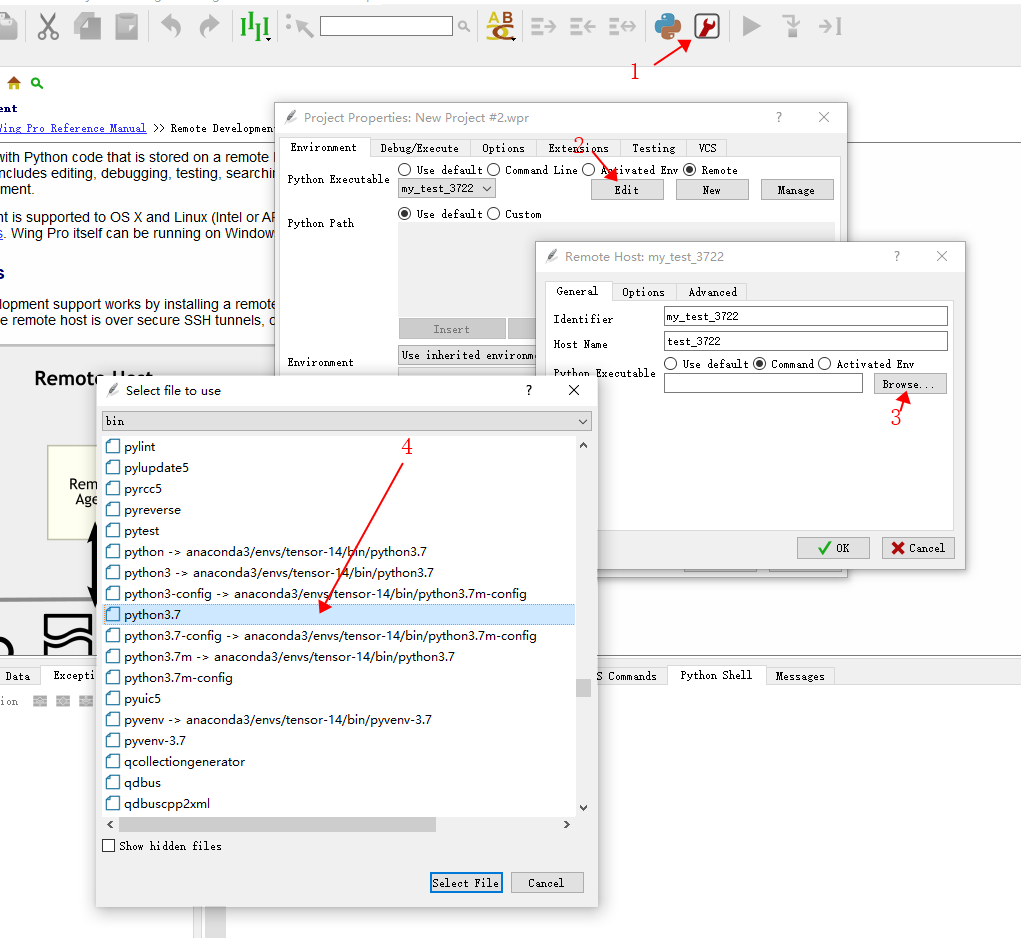 AB
1
ent
Wing Pro Reference Manual >> Remote Development
with Python code that is stored on a remote
includes editing, debugging, testing, searching
ment.
nt is supported to OS X and Linux (Intel or AR
s. Wing Pro itself can be running on Window
s
lopment support works by installing a remote
e remote host is over secure SSH tunnels, o
Remote Host
Rem
Age
Project Properties: New Project #2.wpr
Environment Debug/Execute Options Extensions Testing VCS
2
Python Executable
Use default Command Line Activated Env Remote
my_test_3722 Edit New Manage
Python Path
Use default Custom
Insert
Environment
Use inherited environme
Remote Host: my_test_3722
General Options Advanced
Identifier my_test_3722
Host Name test_3722
Python Executable Use default Command Activated Env
Browse...
3
OK Cancel
Select file to use
bin
4
pylint
pylupdate5
pyrcc5
pyreverse
pytest
python -> anaconda3/envs/tensor-14/bin/python3.7
python3 -> anaconda3/envs/tensor-14/bin/python3.7
python3-config -> anaconda3/envs/tensor-14/bin/python3.7m-config
python3.7
python3.7-config -> anaconda3/envs/tensor-14/bin/python3.7m-config
python3.7m -> anaconda3/envs/tensor-14/bin/python3.7
python3.7m-config
pyuic5
pyvenv -> anaconda3/envs/tensor-14/bin/pyvenv-3.7
pyvenv-3.7
qcollectiongenerator
qdbus
qdbuscpp2xml
Show hidden files
Select File Cancel
Data Excepti
S Commands Python Shell Messages
ion